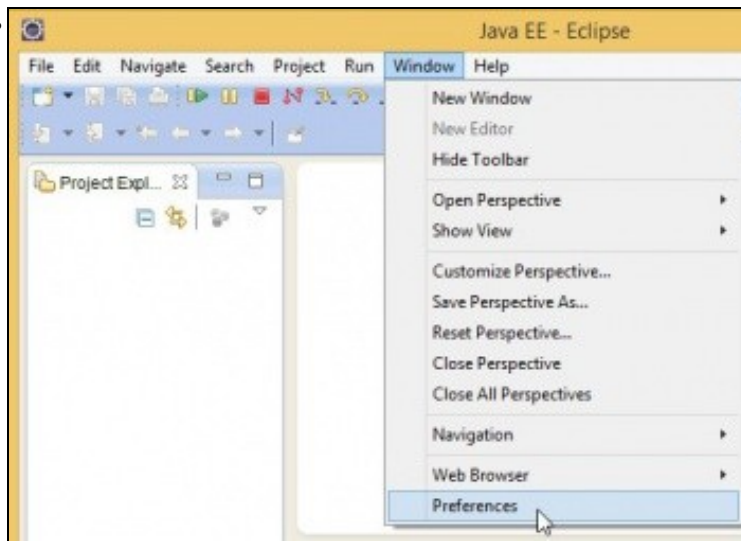 Java EE - Eclipse
File Edit Navigate Search Project Run Window Help
Project Expl...
New Window
New Editor
Hide Toolbar
Open Perspective
Show View
Customize Perspective...
Save Perspective As...
Reset Perspective...
Close Perspective
Close All Perspectives
Navigation
Web Browser
Preferences